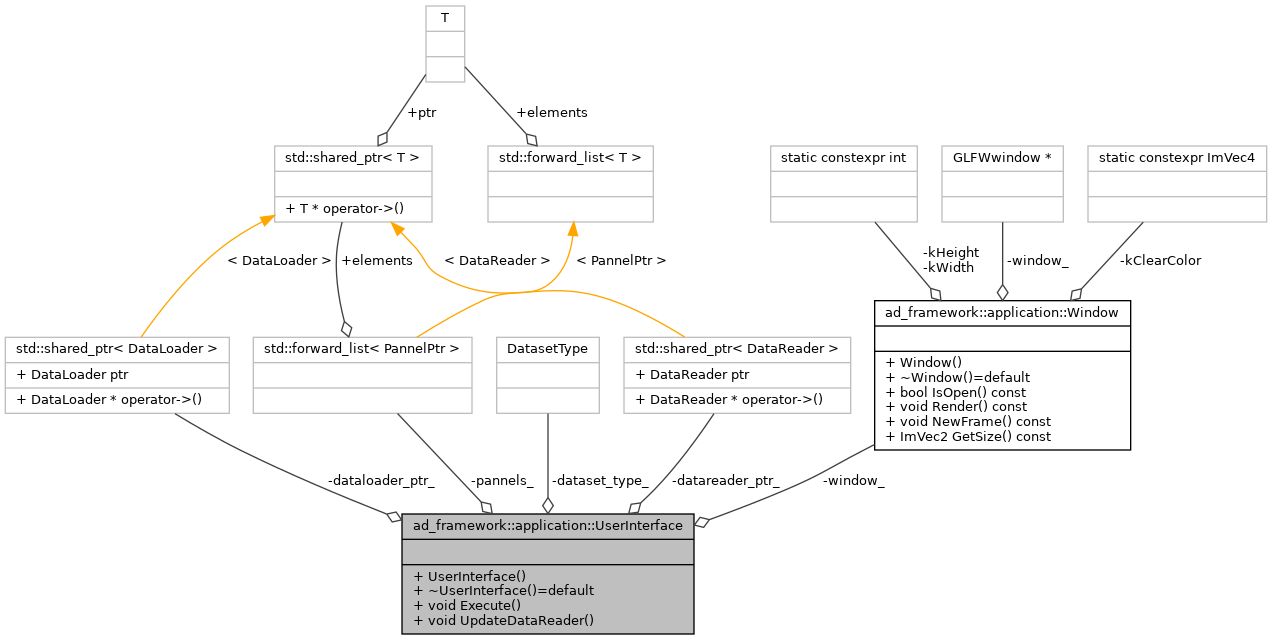 T
+ptr
+elements
std::shared_ptr< T >
+ T * operator->()
std::forward_list< T >
static constexpr int
GLFWwindow *
static constexpr ImVec4
< DataLoader >
+elements
< DataReader >
< PannelPtr >
-kHeight
-kWidth
-window_
-kClearColor
std::shared_ptr< DataLoader >
+ DataLoader ptr
+ DataLoader * operator->()
std::forward_list< PannelPtr >
DatasetType
std::shared_ptr< DataReader >
+ DataReader ptr
+ DataReader * operator->()
ad_framework::application::Window
+ Window()
+ ~Window()=default
+ bool IsOpen() const
+ void Render() const
+ void NewFrame() const
+ ImVec2 GetSize() const
-dataloader_ptr_
-pannels_
-dataset_type_
-datareader_ptr_
-window_
ad_framework::application::UserInterface
+ UserInterface()
+ ~UserInterface()=default
+ void Execute()
+ void UpdateDataReader()